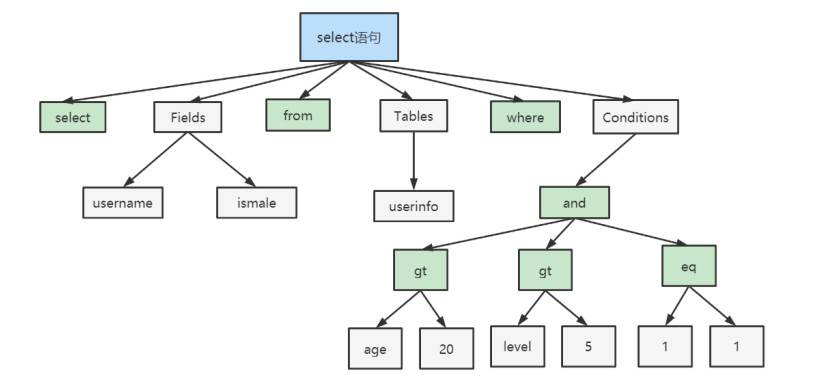 select语句
select
Fields
from
Tables
where
Conditions
username
ismale
userinfo
and
gt
gt
eq
age
20
level
5
1
1